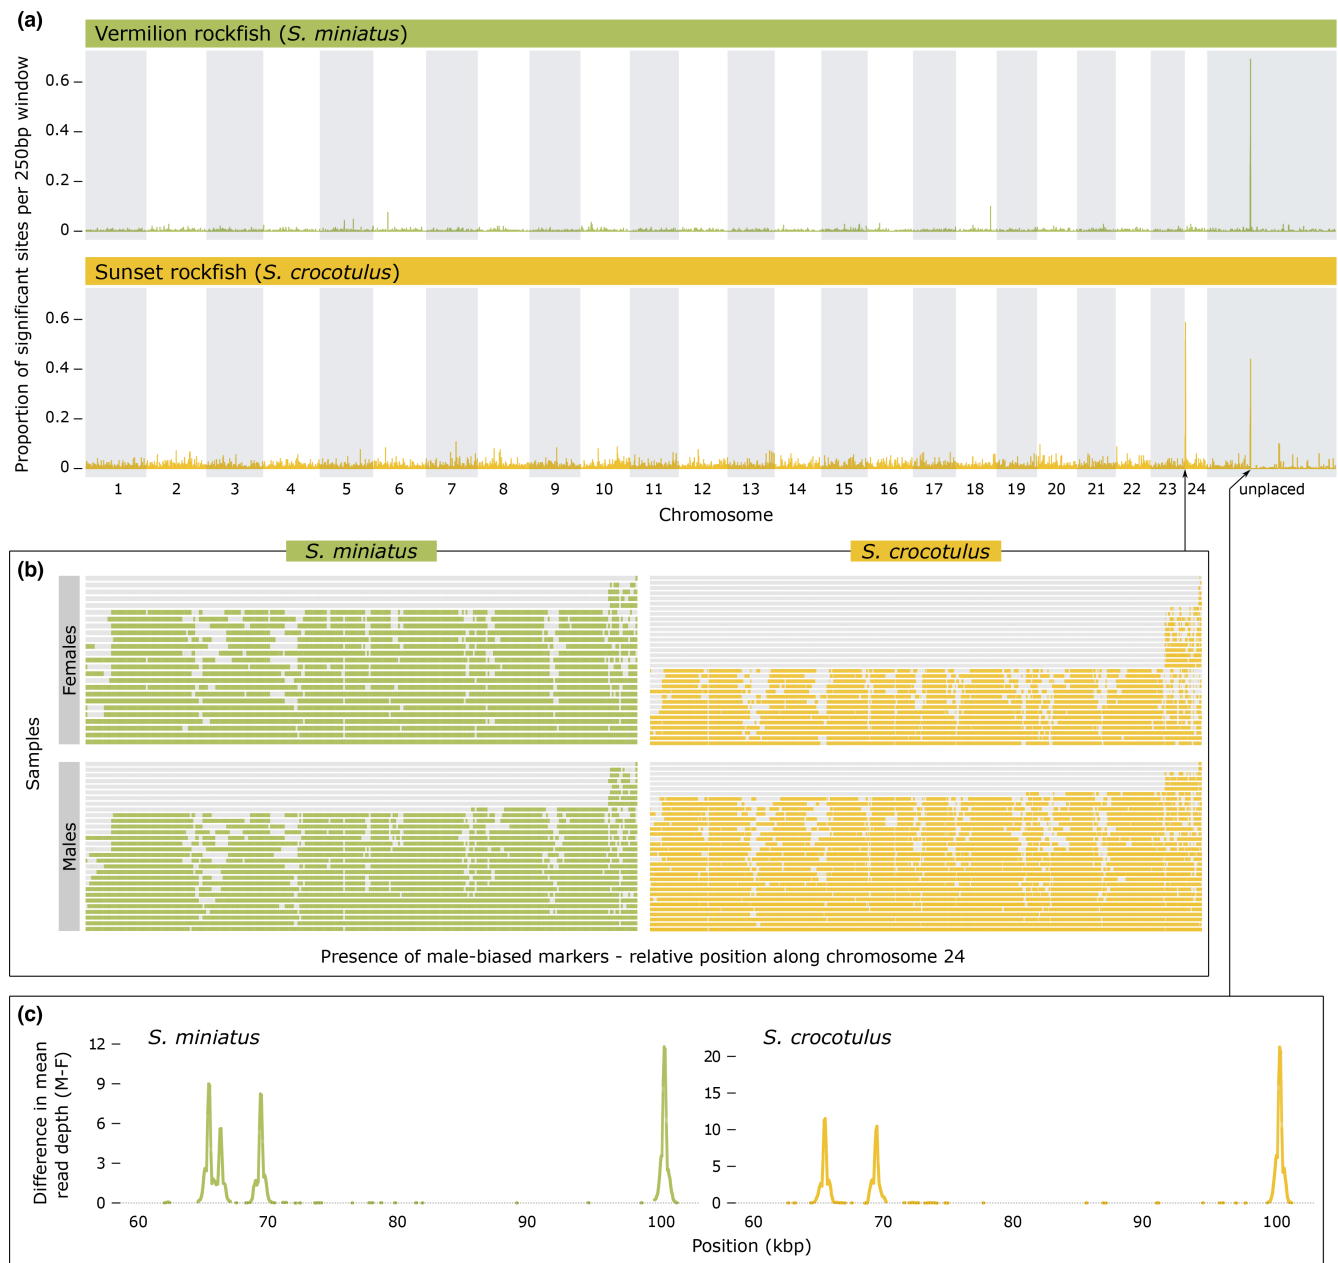 (a)
Vermilion rockfish (S. miniatus)
Proportion of significant sites per 250bp window
0.6
0.4
0.2
0
Sunset rockfish (S. crocotulus)
0.6
0.4
0.2
0
1 2 3 4 5 6 7 8 9 10 11 12 13 14 15 16 17 18 19 20 21 22 23 24 unplaced
Chromosome
(b)
S. miniatus
S. crocotulus
Samples
Females
Males
Presence of male-biased markers - relative position along chromosome 24
(c)
S. miniatus
S. crocotulus
Difference in mean
read depth (M-F)
12
9
6
3
0
60 70 80 90 100
20
15
10
5
0
60 70 80 90 100
Position (kbp)